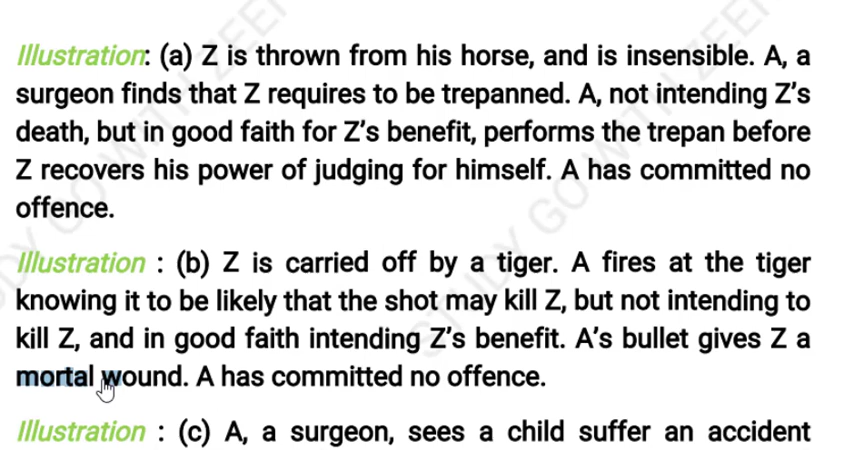 Illustration: (a) Z is thrown from his horse, and is insensible. A, a
surgeon finds that Z requires to be trepanned. A, not intending Z's
death, but in good faith for Z's benefit, performs the trepan before
Z recovers his power of judging for himself. A has committed no
offence.
Illustration : (b) Z is carried off by a tiger. A fires at the tiger
knowing it to be likely that the shot may kill Z, but not intending to
kill Z, and in good faith intending Z's benefit. A's bullet gives Z a
mortal wound. A has committed no offence.
Illustration : (c) A, a surgeon, sees a child suffer an accident
STUDY GO WITH ZEEN